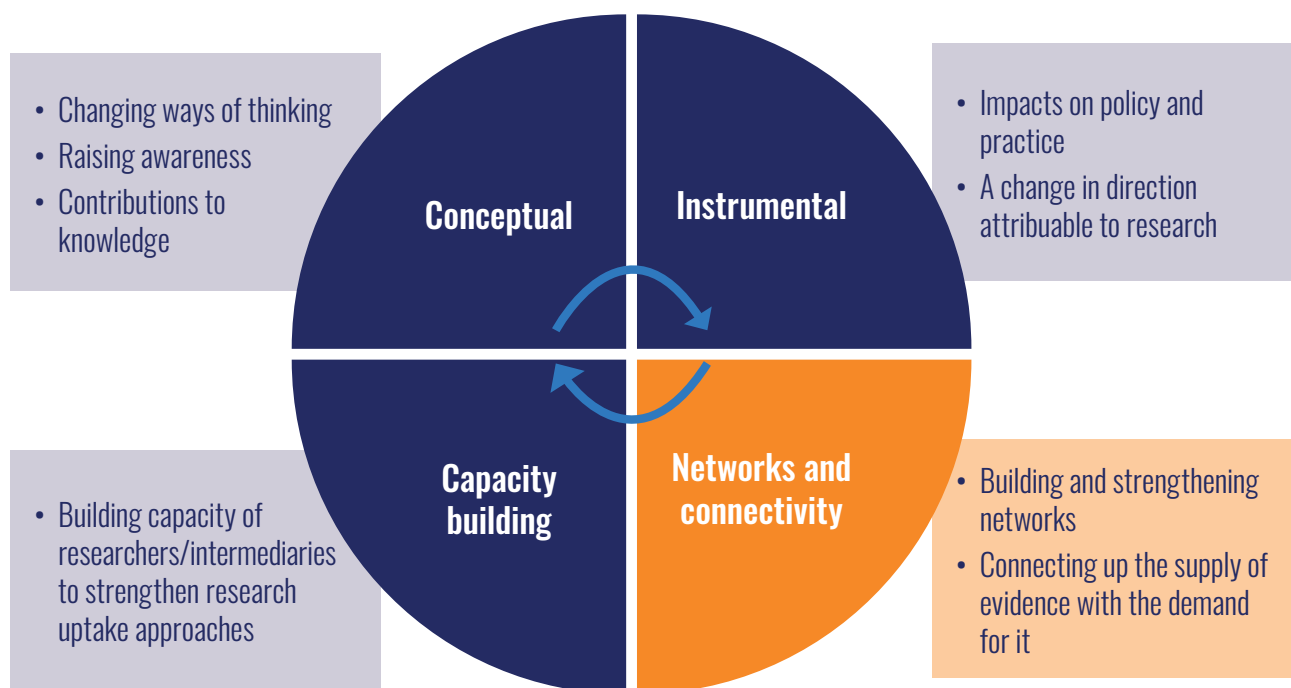 • Changing ways of thinking
• Raising awareness
• Contributions to
knowledge
Conceptual
Instrumental
• Impacts on policy and
practice
• A change in direction
attribuable to research
• Building capacity of
researchers/intermediaries
to strengthen research
uptake approaches
Capacity
building
Networks and
connectivity
• Building and strengthening
networks
• Connecting up the supply of
evidence with the demand
for it